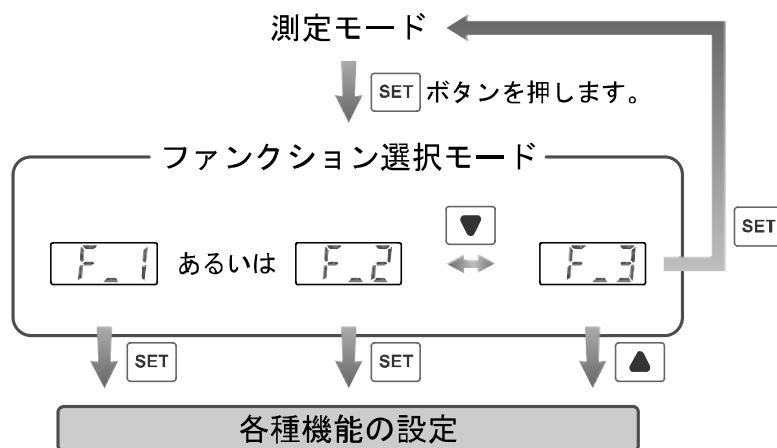 測定モード
SET ボタンを押します。
ファンクション選択モード
F_1 あるいは F_2 F_3
SET
SET SET
各種機能の設定